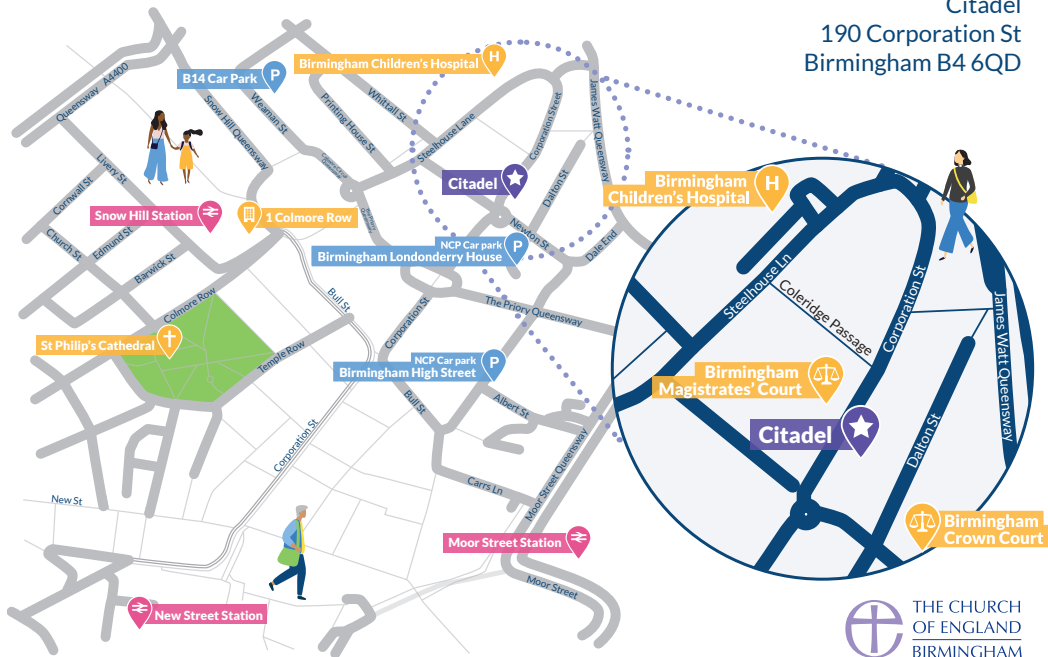 Citadel
190 Corporation St
Birmingham B4 6QD
Queensway A4400
B14 Car Park
P
Birmingham Children's Hospital
H
Snow Hill Queensway
Weaman St
Printing House St
Whittall St
Steelhouse Lane
Corporation Street
James Watt Queensway
Livery St
Cornwall St
Church St
Edmund St
Barwick St
Snow Hill Station
1 Colmore Row
Citadel
Dalton St
Newton St
Dale End
NCP Car park
Birmingham Londonderry House
P
Colmore Row
Bull St
Corporation St
The Priory Queensway
St Philip's Cathedral
Temple Row
NCP Car park
Birmingham High Street
P
Bull St
Albert St
Corporation St
Carrs Ln
Moor Street Queensway
New St
Moor Street Station
Moor Street
New Street Station
Birmingham
Children's Hospital
H
Steelhouse Ln
Coleridge Passage
Corporation St
James Watt Queensway
Birmingham
Magistrates' Court
Citadel
Dalton St
Birmingham
Crown Court
THE CHURCH
OF ENGLAND
BIRMINGHAM